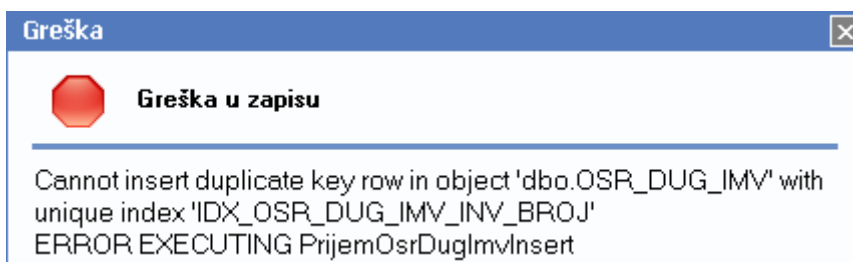 Greška
Greška u zapisu
Cannot insert duplicate key row in object 'dbo.OSR_DUG_IMV' with
unique index 'IDX_OSR_DUG_IMV_INV_BROJ'
ERROR EXECUTING PrijemOsrDugImvInsert